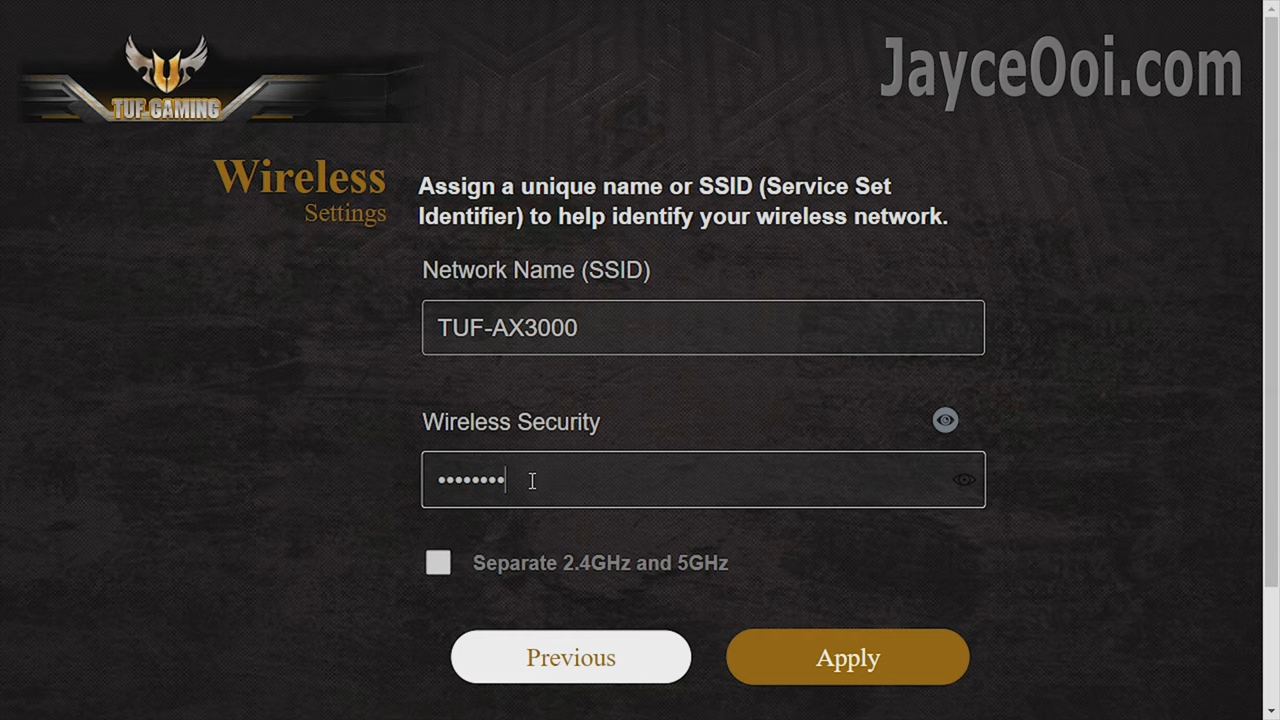 JayceOoi.com
TUF GAMING
Wireless
Settings
Assign a unique name or SSID (Service Set
Identifier) to help identify your wireless network.
Network Name (SSID)
TUF-AX3000
Wireless Security
••••••••
Separate 2.4GHz and 5GHz
Previous
Apply